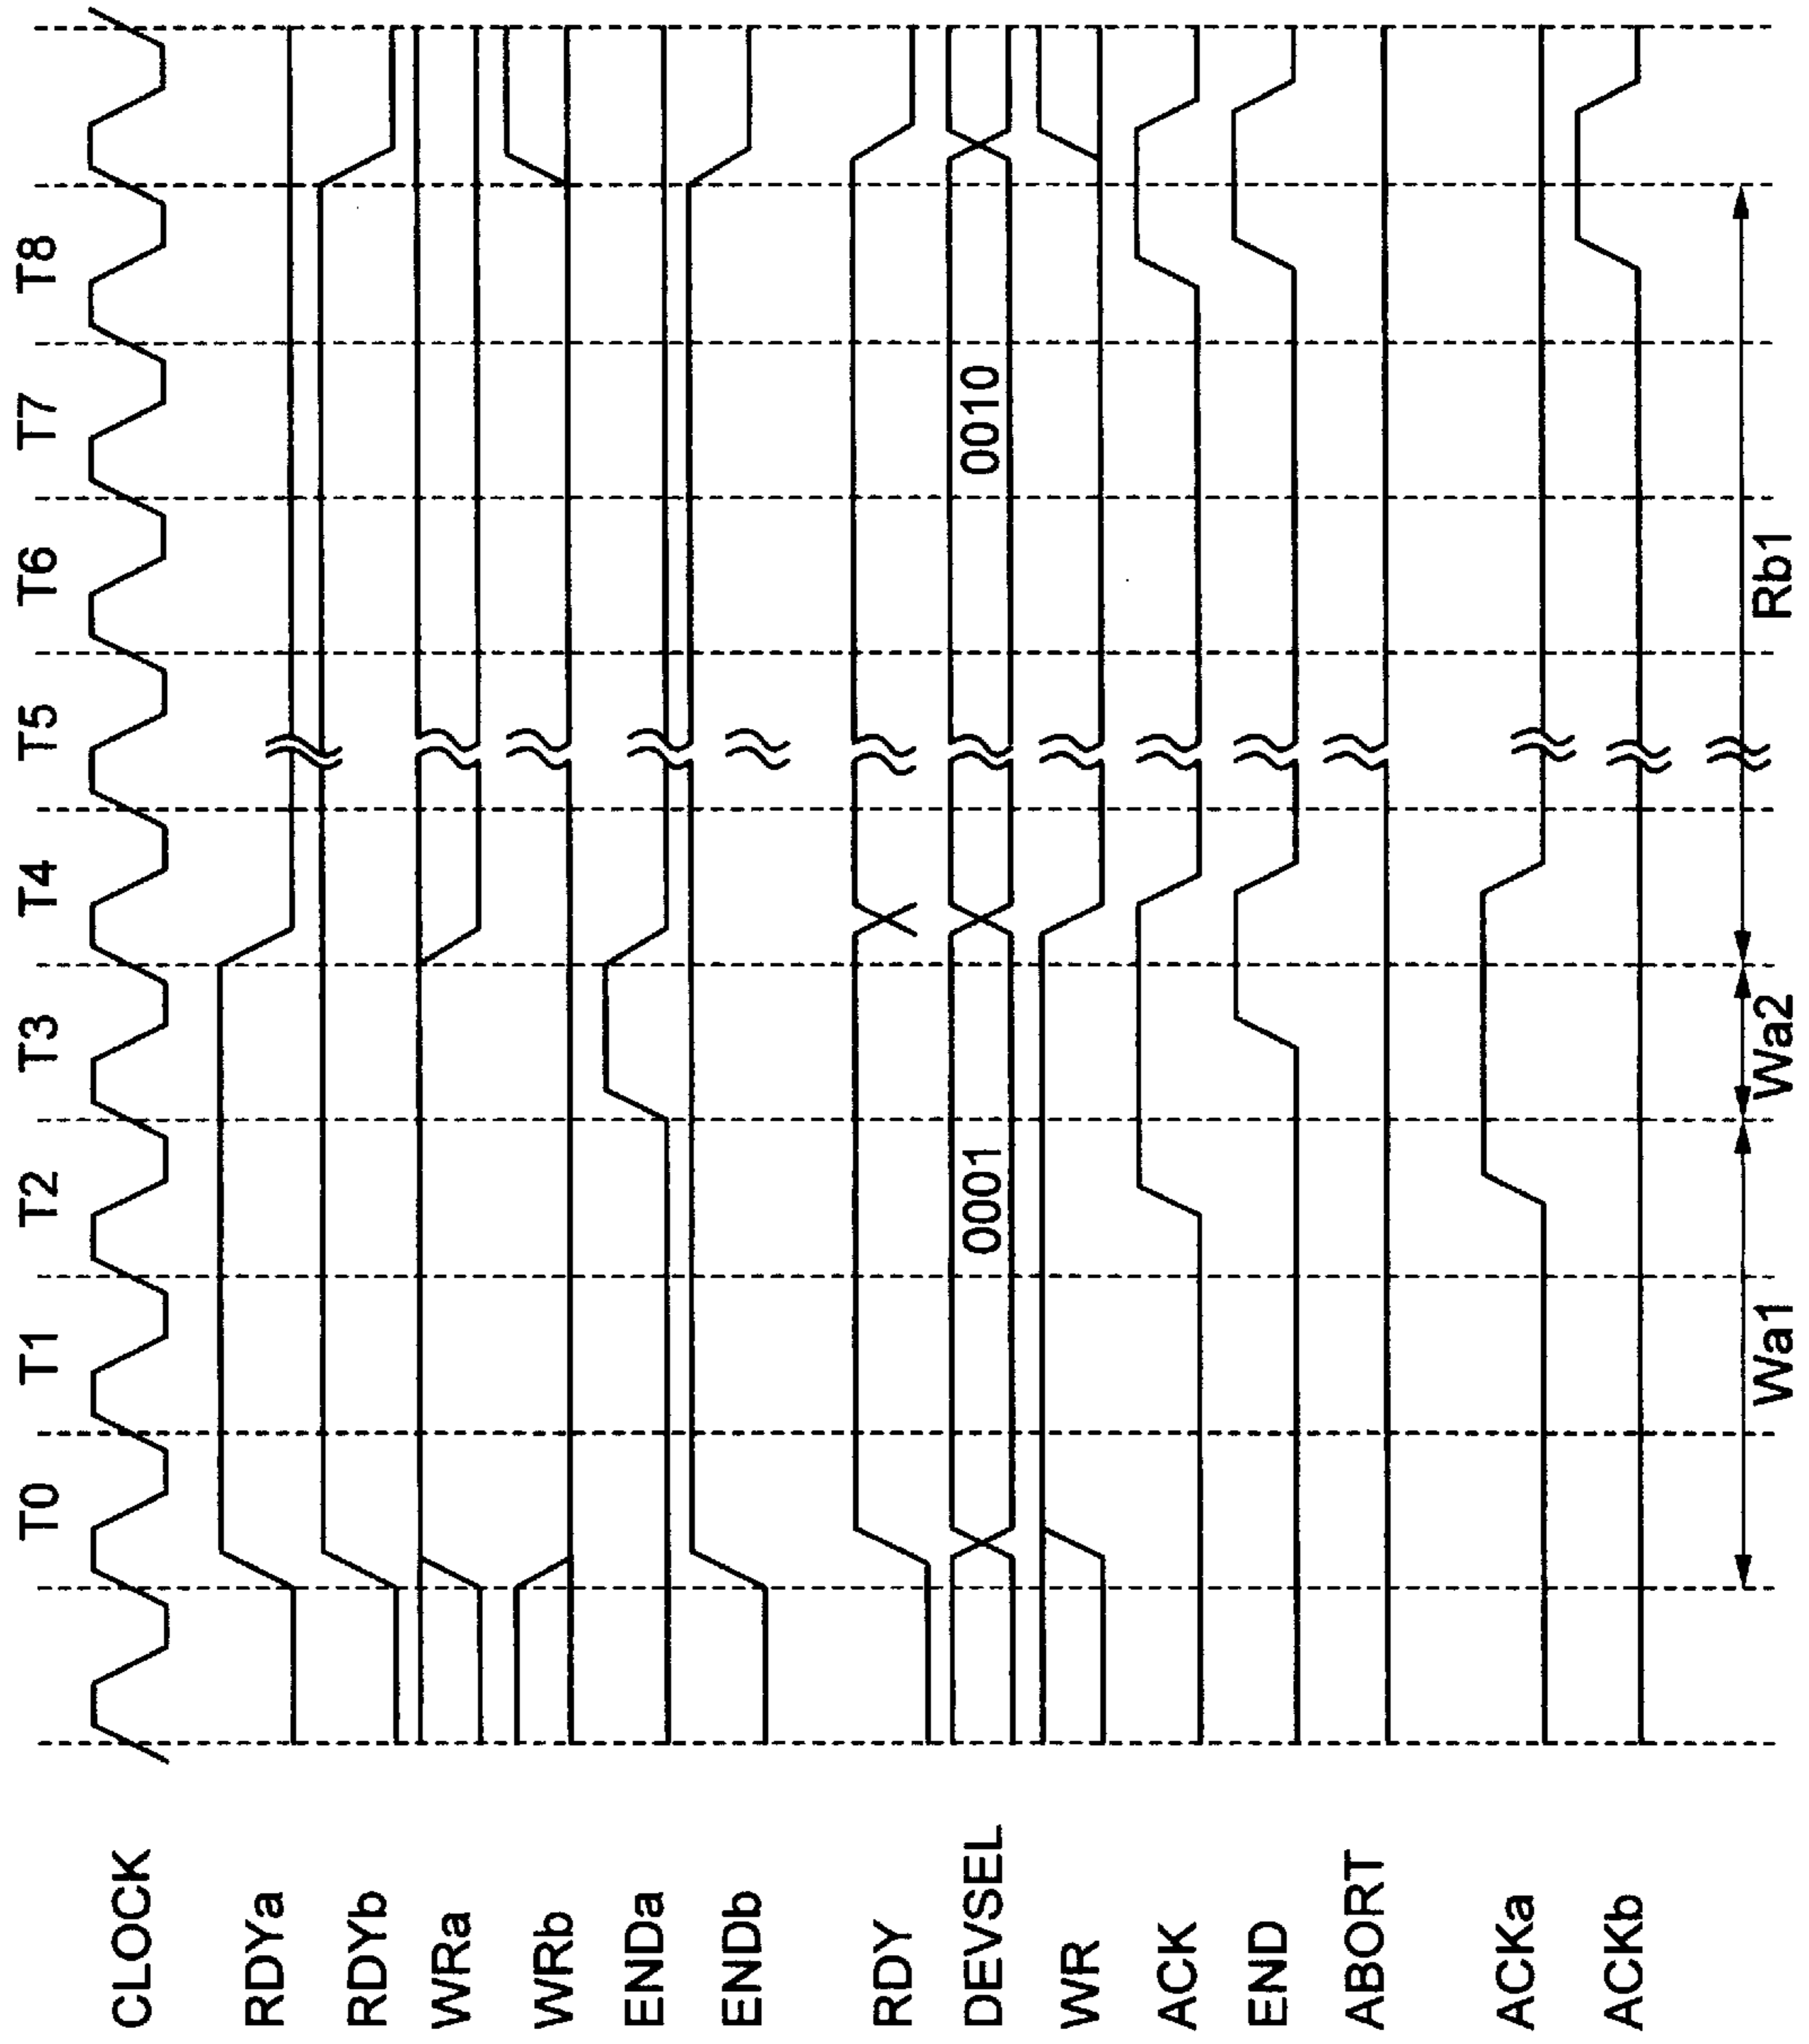 T0 T1 T2 T3 T4 T5 T6 T7 T8
CLOCK
RDYa
RDYb
WRa
WRb
ENDa
ENDb
RDY
DEVSEL 0001 0010
WR
ACK
END
ABORT
ACKa
ACKb
Wa1 Wa2 Rb1